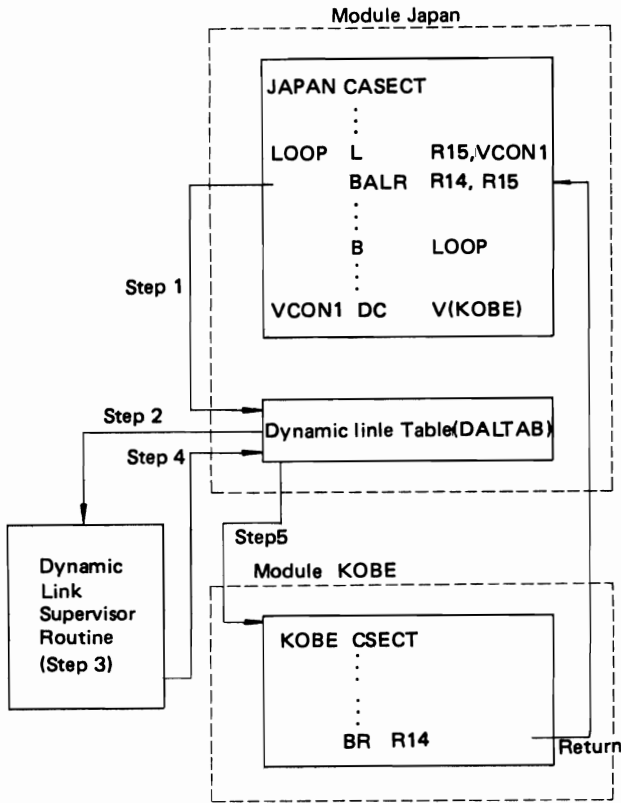 Module Japan
JAPAN CASECT
LOOP L R15,VCON1
BALR R14, R15
B LOOP
VCON1 DC V(KOBE)
Step 1
Step 2
Dynamic linle Table(DALTAB)
Step 4
Step5
Module KOBE
Dynamic
Link
Supervisor
Routine
(Step 3)
KOBE CSECT
BR R14
Return